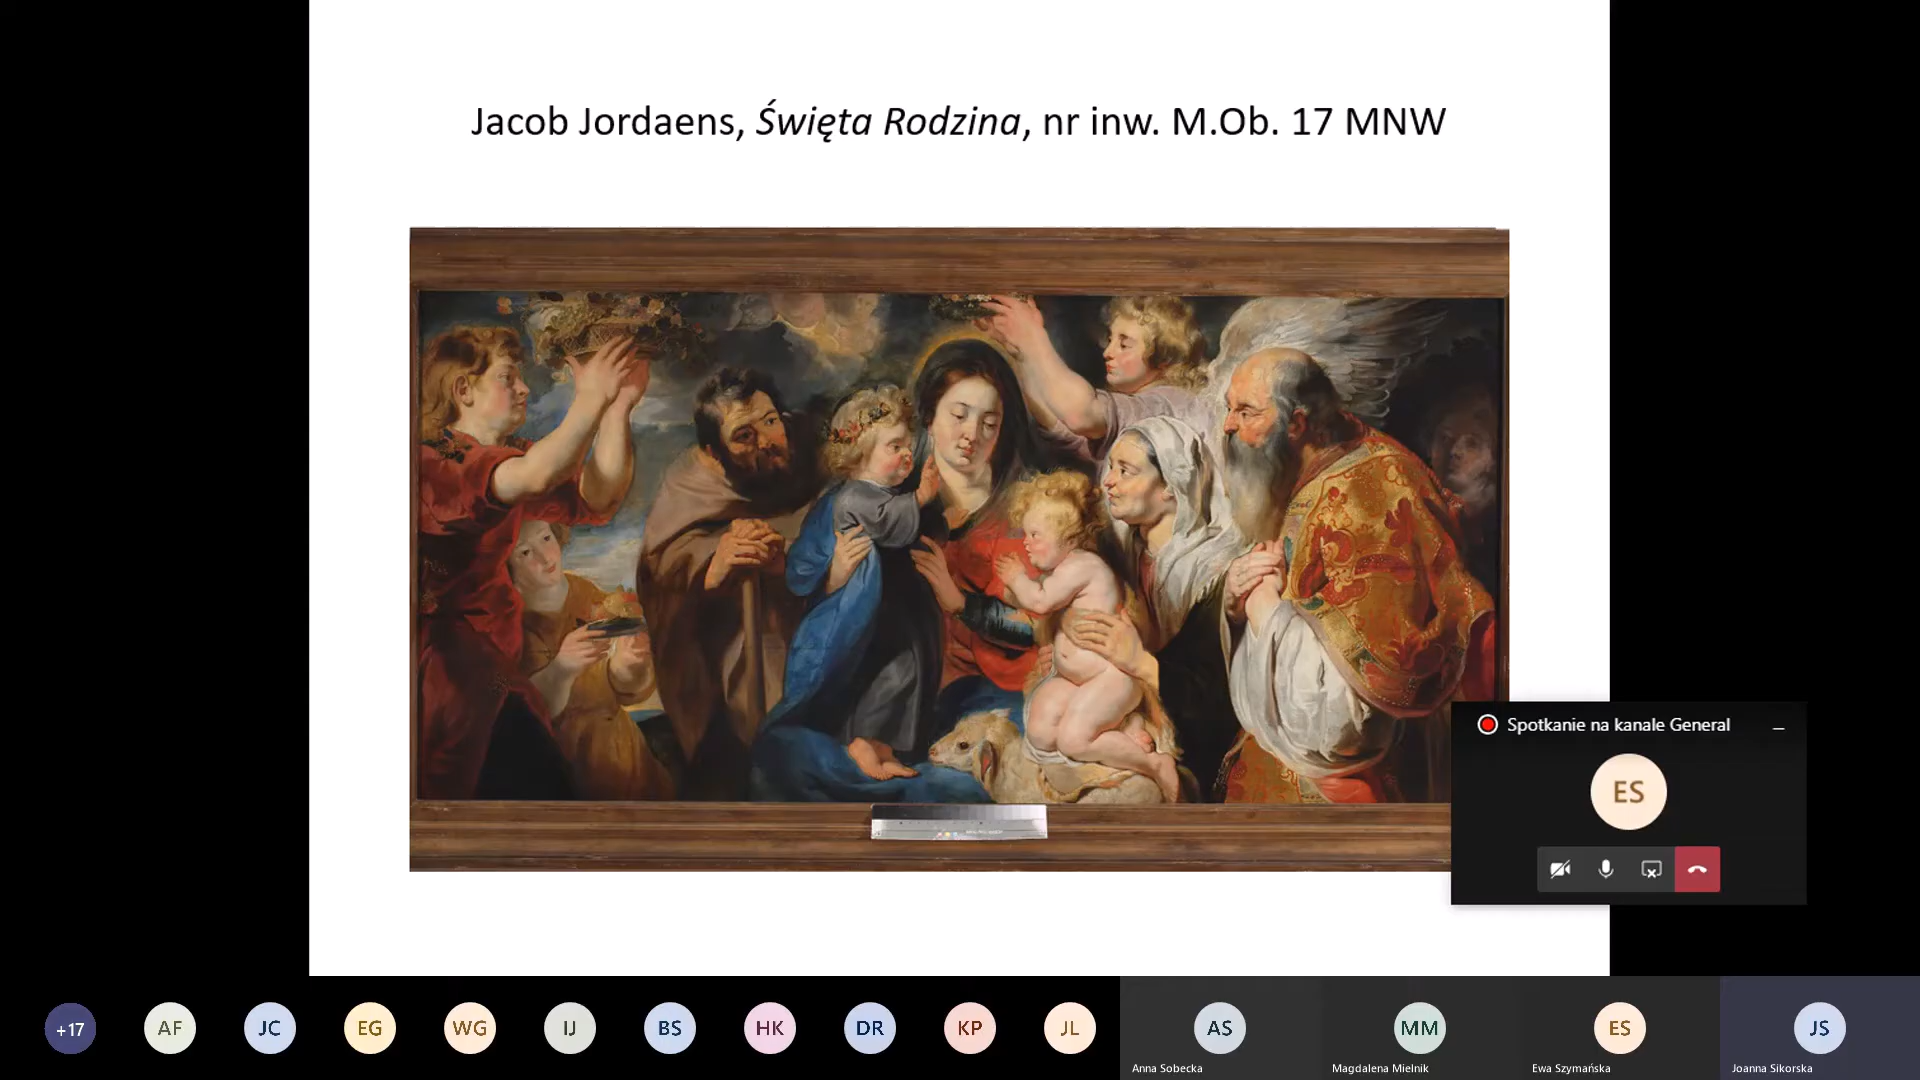 Jacob Jordaens, Święta Rodzina, nr inw. M.Ob. 17 MNW
Spotkanie na kanale General
ES
+17
AF
JC
EG
WG
IJ
BS
HK
DR
KP
JL
AS
MM
ES
JS
Anna Sobecka
Magdalena Mielnik
Ewa Szymańska
Joanna Sikorska